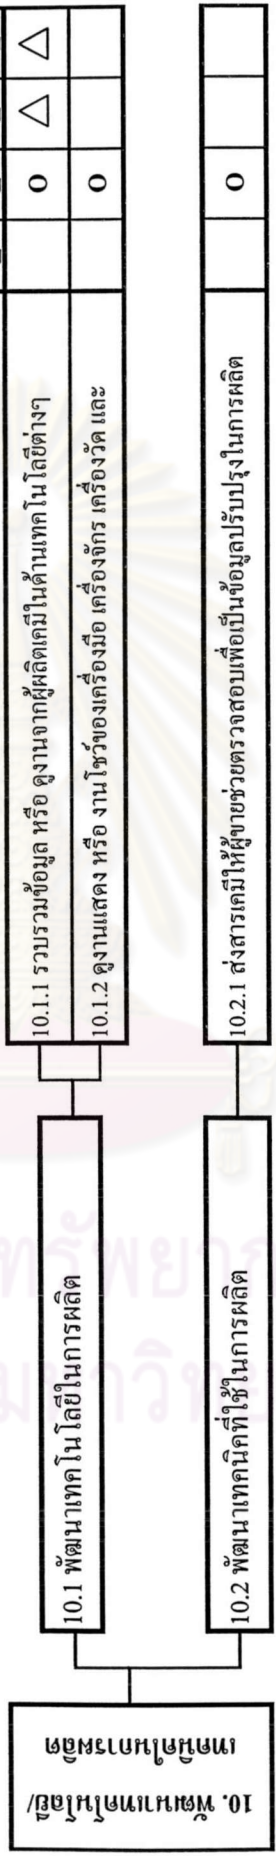 10. พัฒนาเทคโนโลยี/
เทคนิคในการผลิต
10.1 พัฒนาเทคโนโลยีในการผลิต
10.1.1 รวบรวมข้อมูล หรือ ดูงานจากผู้ผลิตเคมีในด้านเทคโนโลยีต่างๆ
O △ △
10.1.2 ดูงานแสดง หรือ งานโชว์ของเครื่องมือ เครื่องจักร เครื่องวัด และ
O
10.2 พัฒนาเทคนิคที่ใช้ในการผลิต
10.2.1 ส่งสารเคมีให้ผู้ขายช่วยตรวจสอบเพื่อเป็นข้อมูลปรับปรุงในการผลิต
O